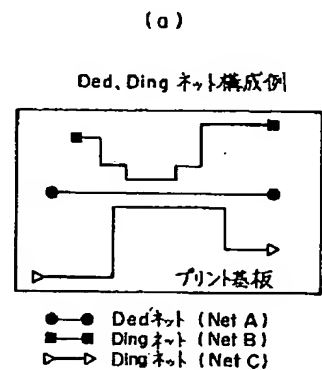 (a)
Ded、Ding ネット構成例
プリント基板
Dedネット (Net A)
Dingネット (Net B)
Dingネット (Net C)